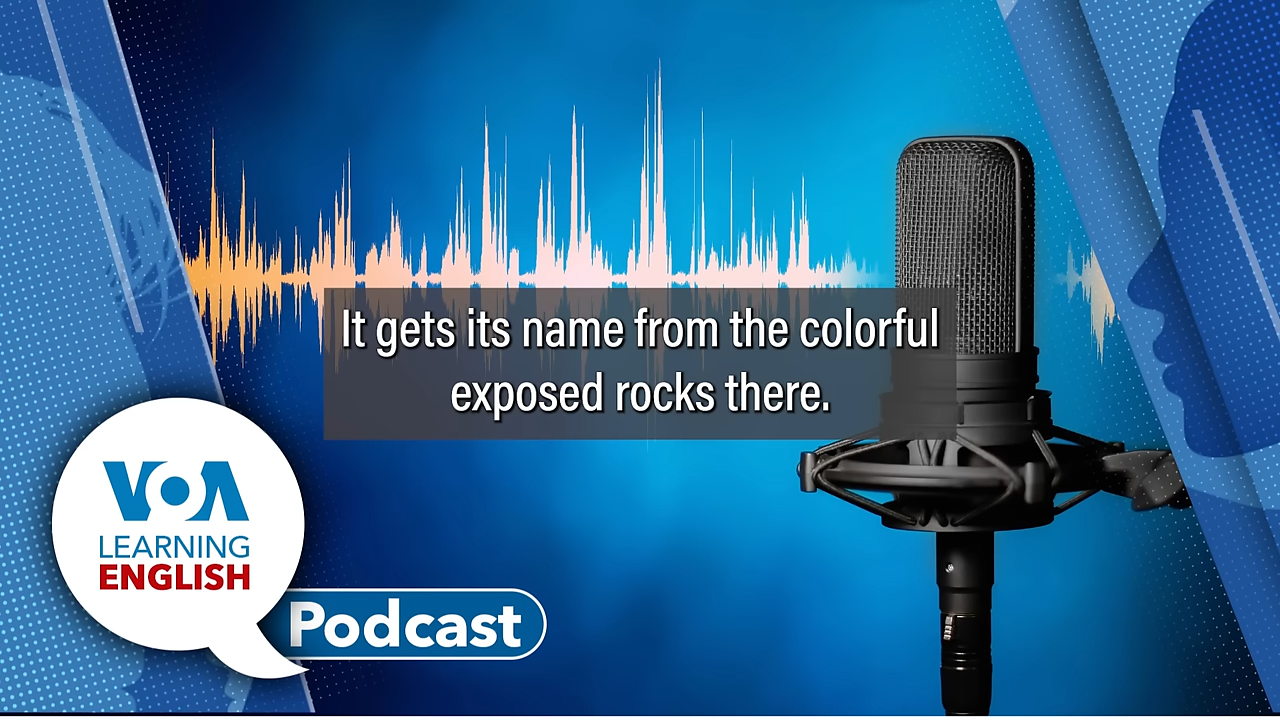 It gets its name from the colorful
exposed rocks there.
VOA
LEARNING
ENGLISH
Podcast